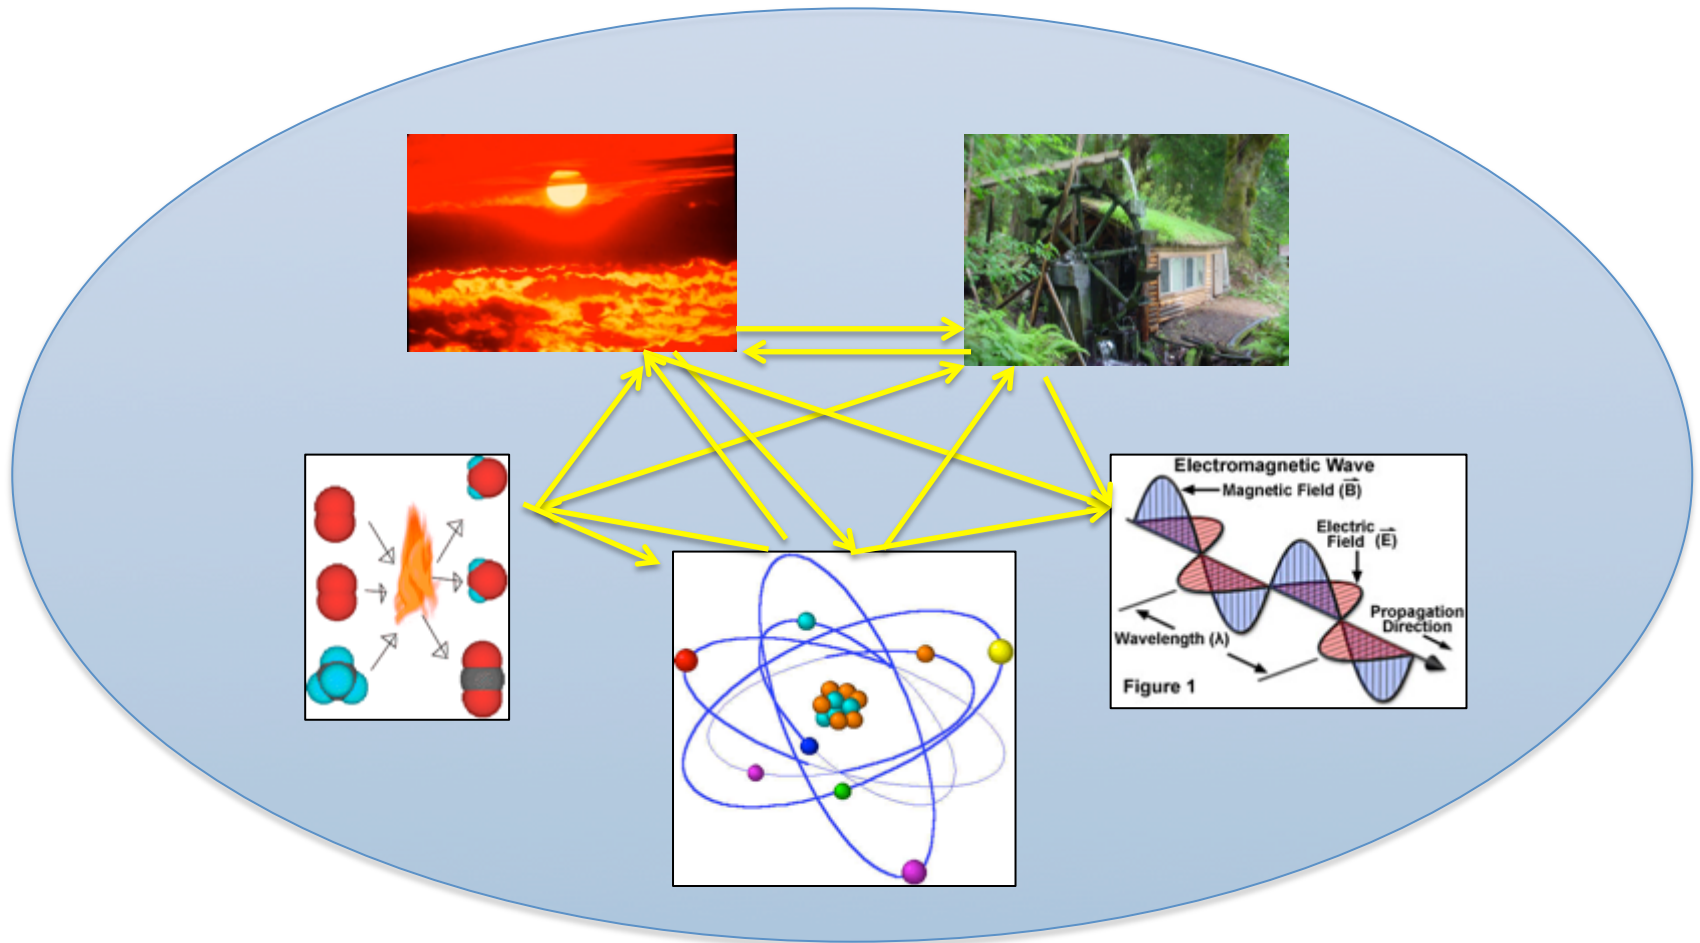 Electromagnetic Wave
Magnetic Field (B)
Electric
Field (E)
Propagation
Direction
Wavelength (λ)
Figure 1